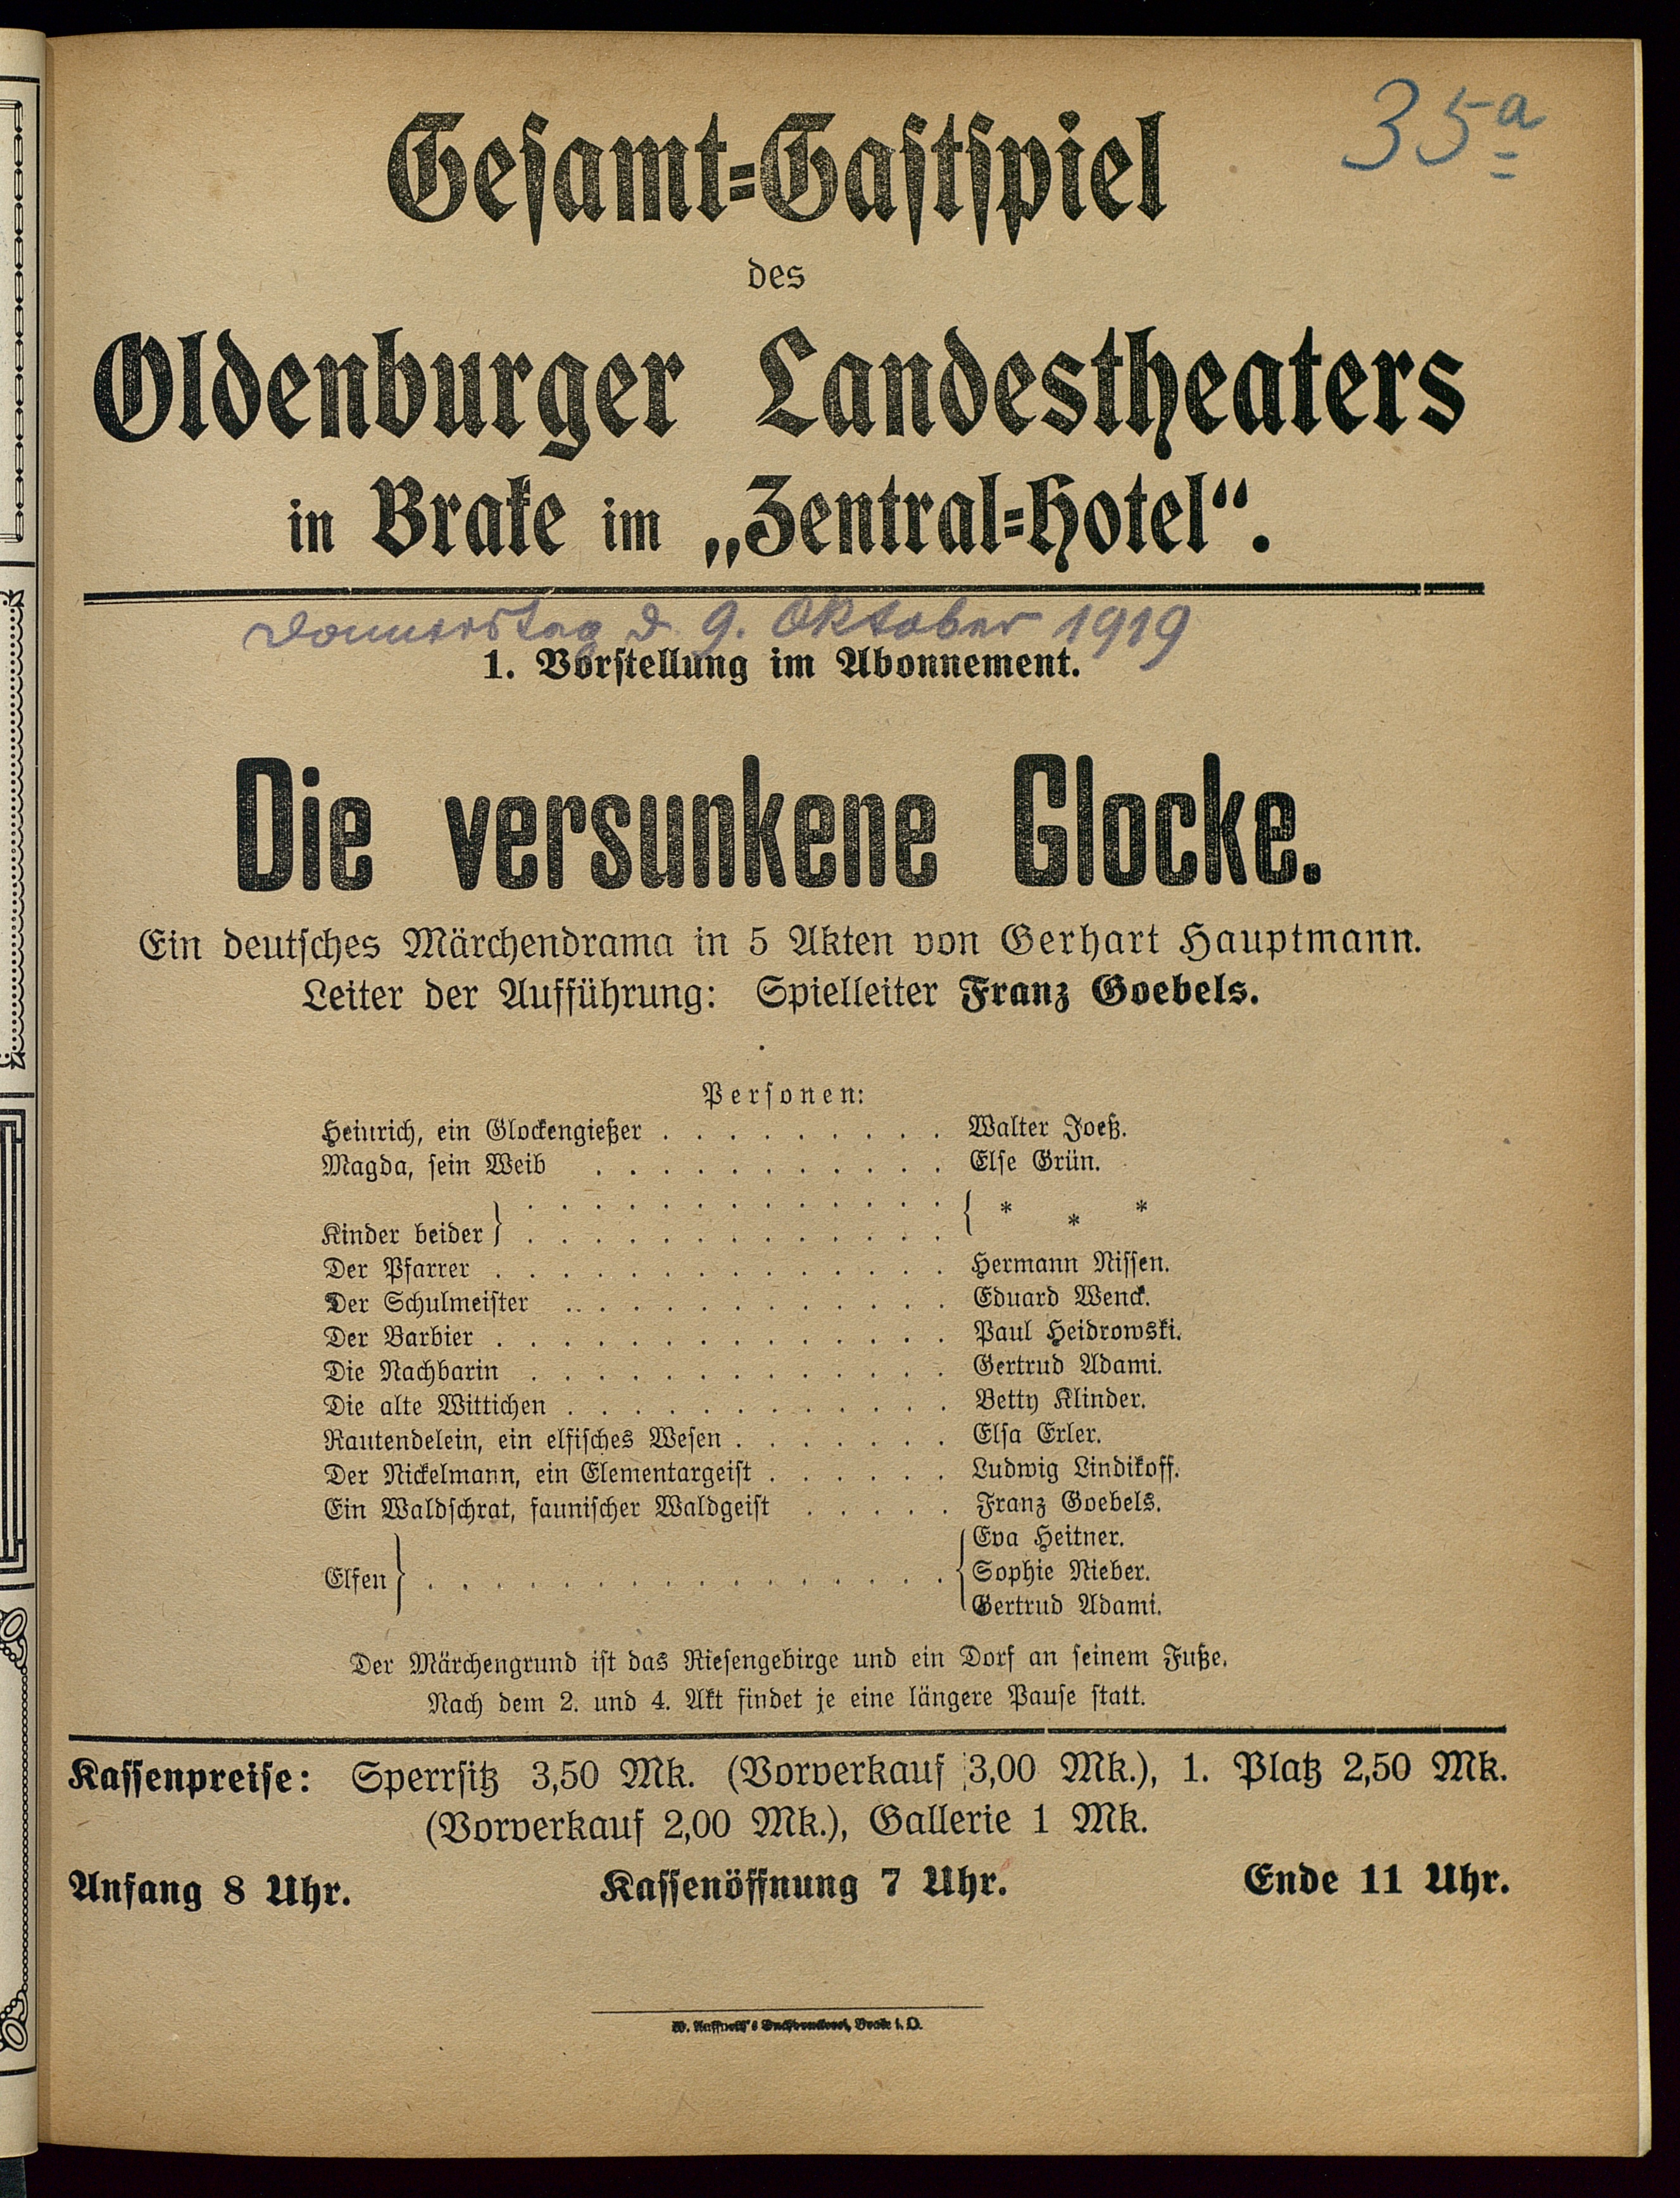 35a
Gesamt-Gastspiel
des
Oldenburger Landestheaters
in Brake im „Zentral-Hotel“.
Donnerstag d. 9. Oktober 1919
1. Vorstellung im Abonnement.
Die versunkene Glocke.
Ein deutsches Märchendrama in 5 Akten von Gerhart Hauptmann.
Leiter der Aufführung: Spielleiter Franz Goebels.
Personen:
Heinrich, ein Glockengießer . . . . . . . . . Walter Joeß.
Magda, sein Weib . . . . . . . . . . . Else Grün.
Kinder beider } . . . . . . . . . . . . . { * * *
Der Pfarrer . . . . . . . . . . . . . . Hermann Nissen.
Der Schulmeister . . . . . . . . . . . . . Eduard Wenck.
Der Barbier . . . . . . . . . . . . . . Paul Heidrowski.
Die Nachbarin . . . . . . . . . . . . . Gertrud Adami.
Die alte Wittichen . . . . . . . . . . . . Betty Klinder.
Rautendelein, ein elfisches Wesen . . . . . . . Elsa Erler.
Der Nickelmann, ein Elementargeist . . . . . . Ludwig Lindikoff.
Ein Waldschrat, faunischer Waldgeist . . . . . Franz Goebels.
Eva Heitner.
Elfen } . . . . . . . . . . . . . . . . { Sophie Nieber.
Gertrud Adami.
Der Märchengrund ist das Riesengebirge und ein Dorf an seinem Fuße.
Nach dem 2. und 4. Akt findet je eine längere Pause statt.
Kassenpreise: Sperrsitz 3,50 Mk. (Vorverkauf 3,00 Mk.), 1. Platz 2,50 Mk.
(Vorverkauf 2,00 Mk.), Gallerie 1 Mk.
Anfang 8 Uhr. Kassenöffnung 7 Uhr. Ende 11 Uhr.
Buchdruckerei, Brake i. O.